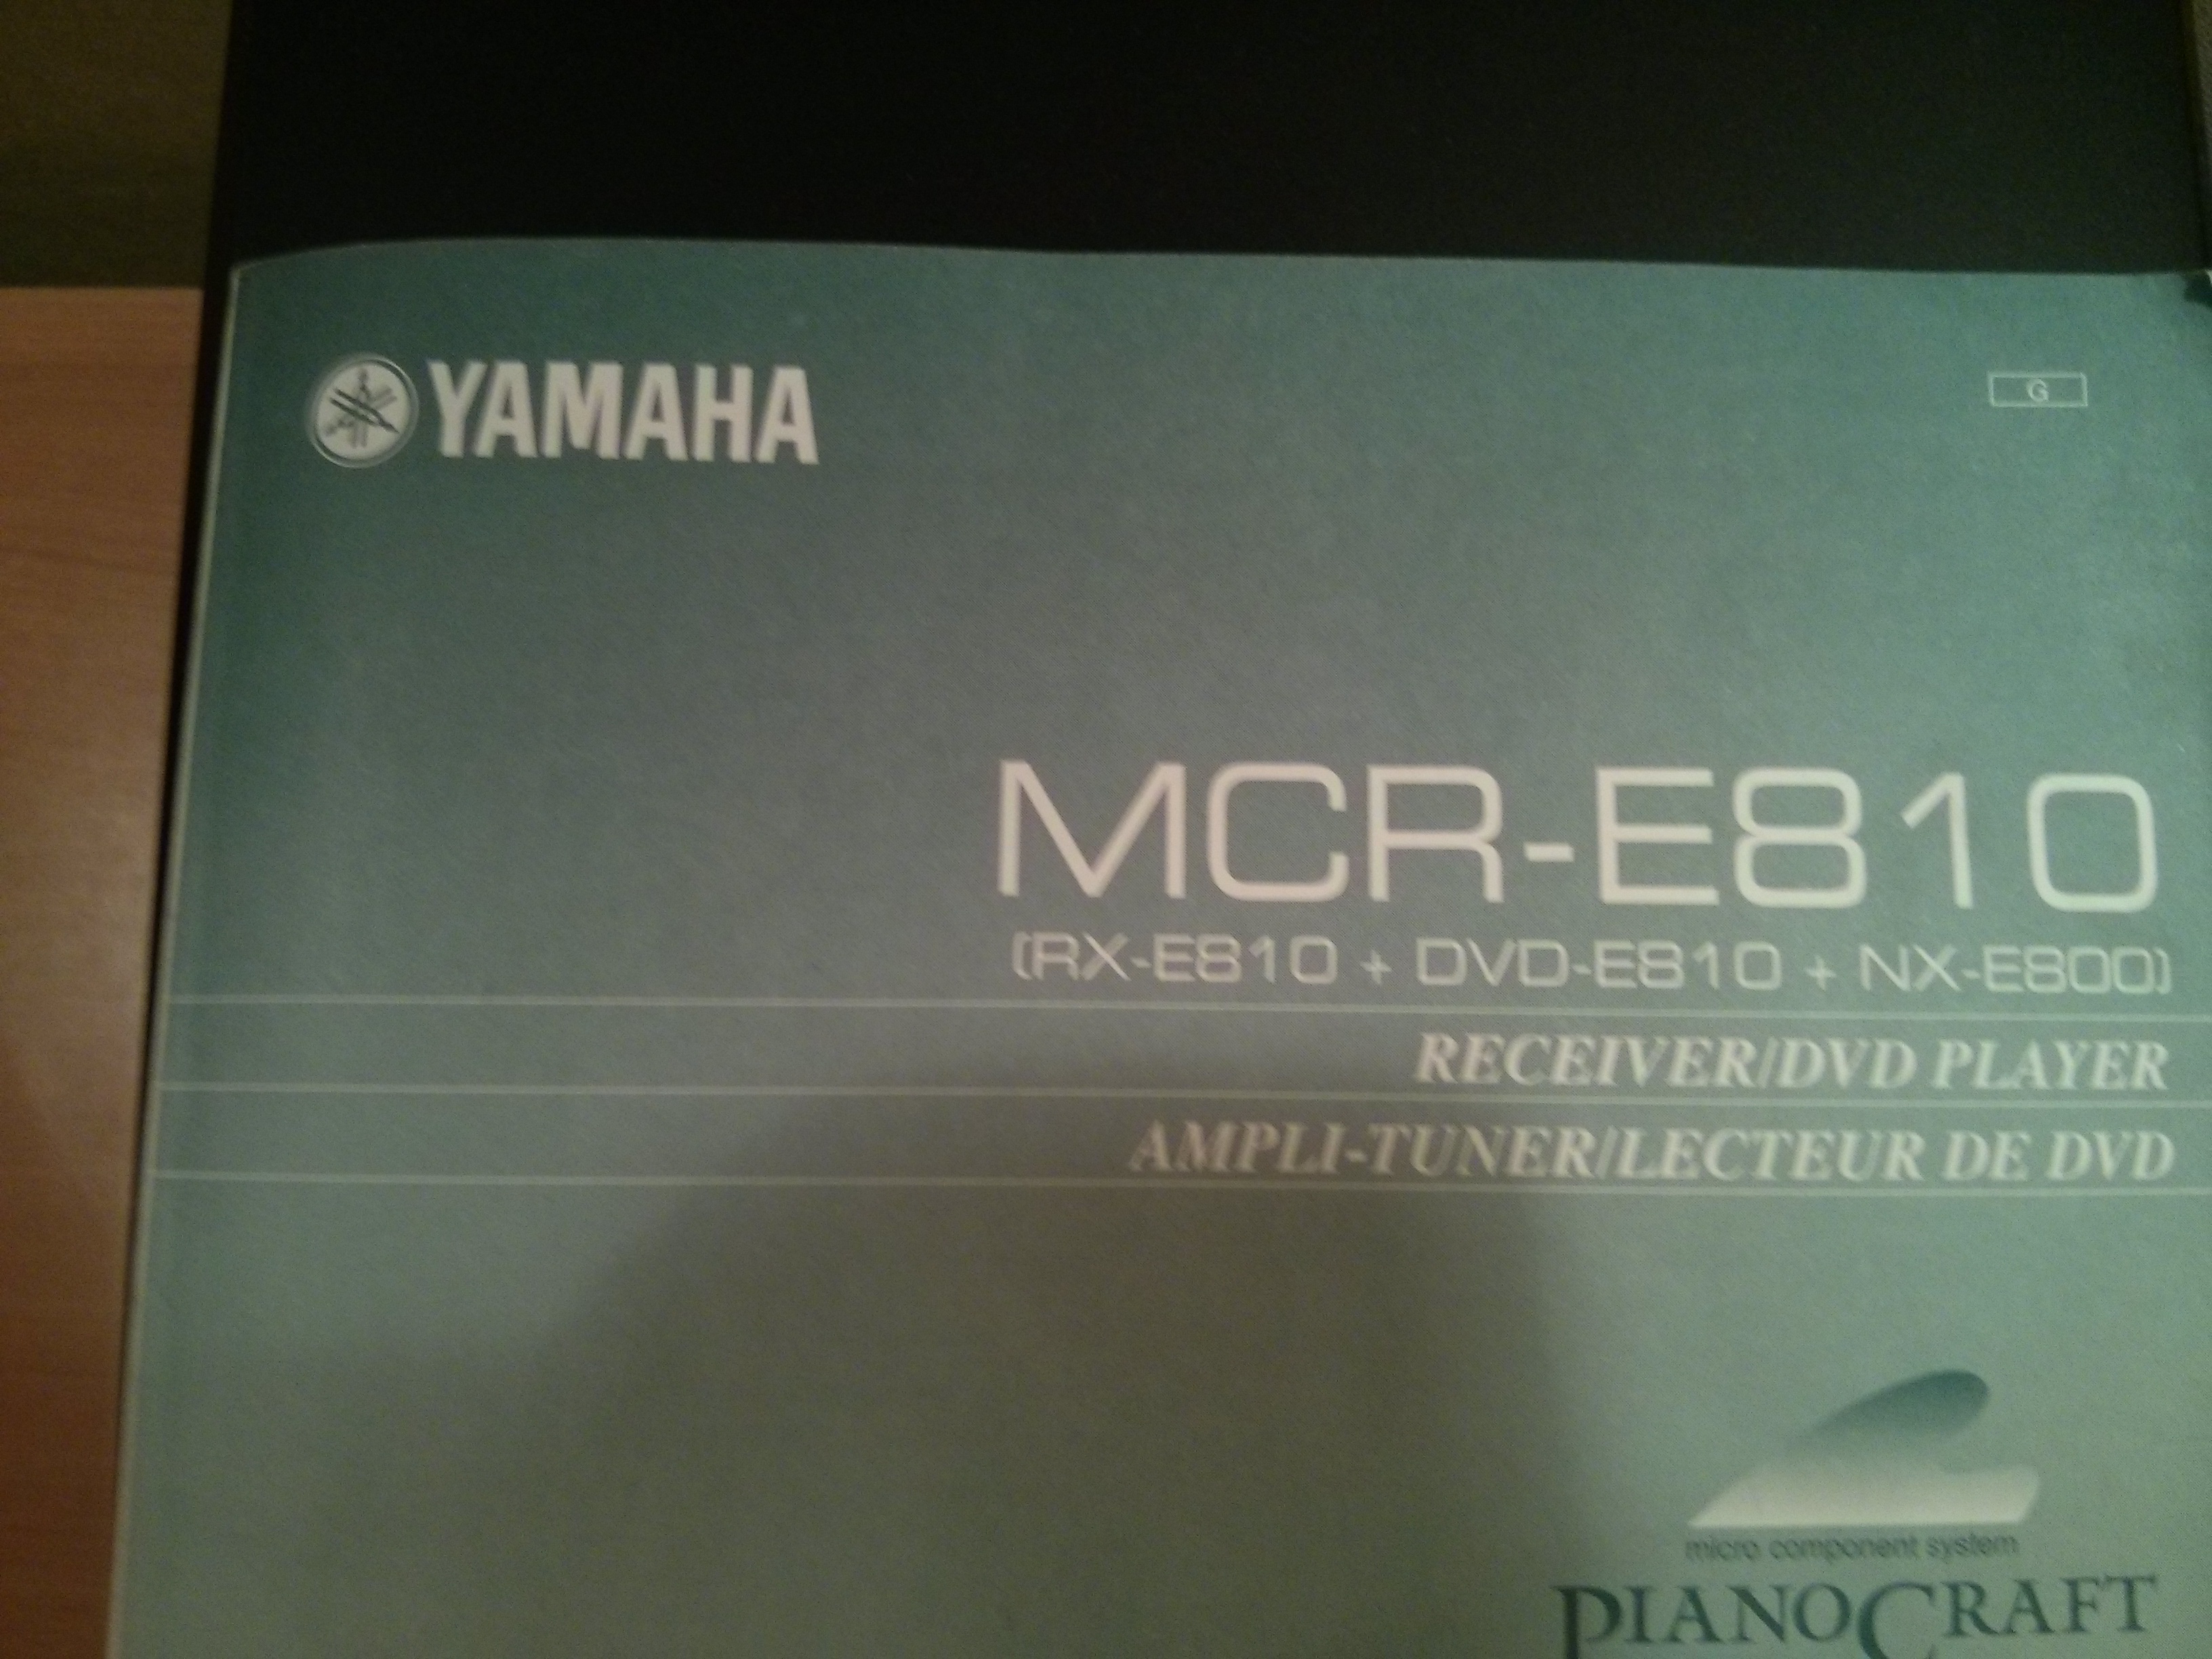 YAMAHA
G
MCR-E810
(RX-E810 + DVD-E810 + NX-E800)
RECEIVER/DVD PLAYER
AMPLI-TUNER/LECTEUR DE DVD
micro component system
PIANOCRAFT